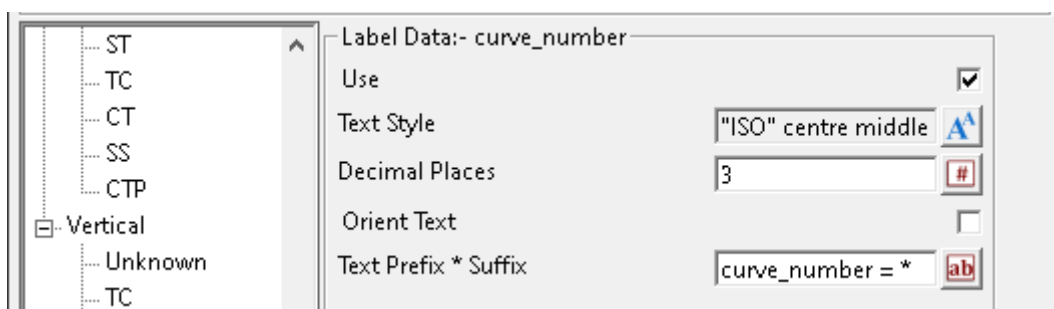 ST
TC
CT
SS
CTP
Vertical
Unknown
TC
Label Data:- curve_number
Use
Text Style "ISO" centre middle
Decimal Places 3
Orient Text
Text Prefix * Suffix curve_number = * ab